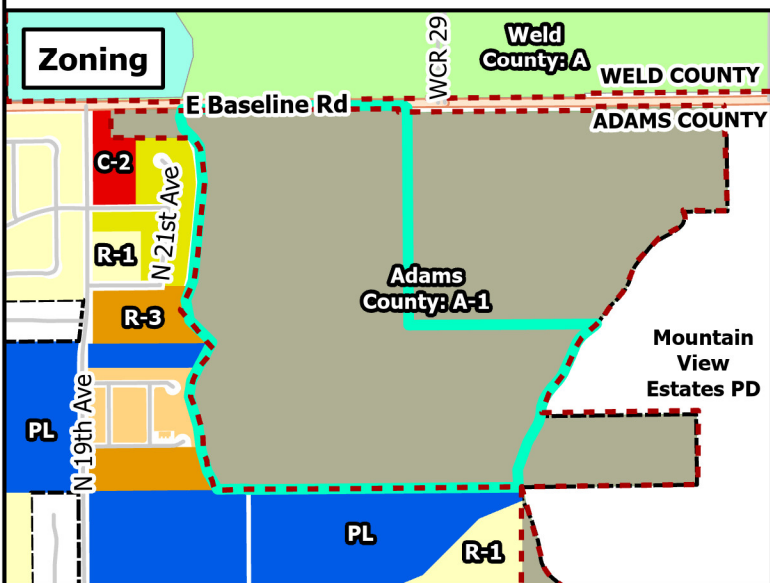 Zoning
Weld
County: A
WCR 29
WELD COUNTY
E Baseline Rd
ADAMS COUNTY
C-2
N 21st Ave
R-1
Adams
County: A-1
R-3
Mountain
View
Estates PD
N 19th Ave
PL
PL
R-1